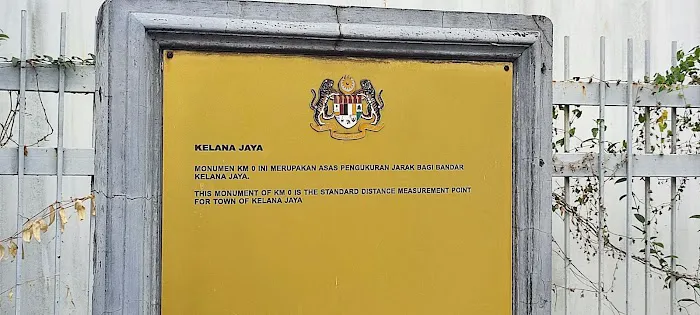 KELANA JAYA
MONUMEN KM 0 INI MERUPAKAN ASAS PENGUKURAN JARAK BAGI BANDAR
KELANA JAYA.
THIS MONUMENT OF KM 0 IS THE STANDARD DISTANCE MEASUREMENT POINT
FOR TOWN OF KELANA JAYA